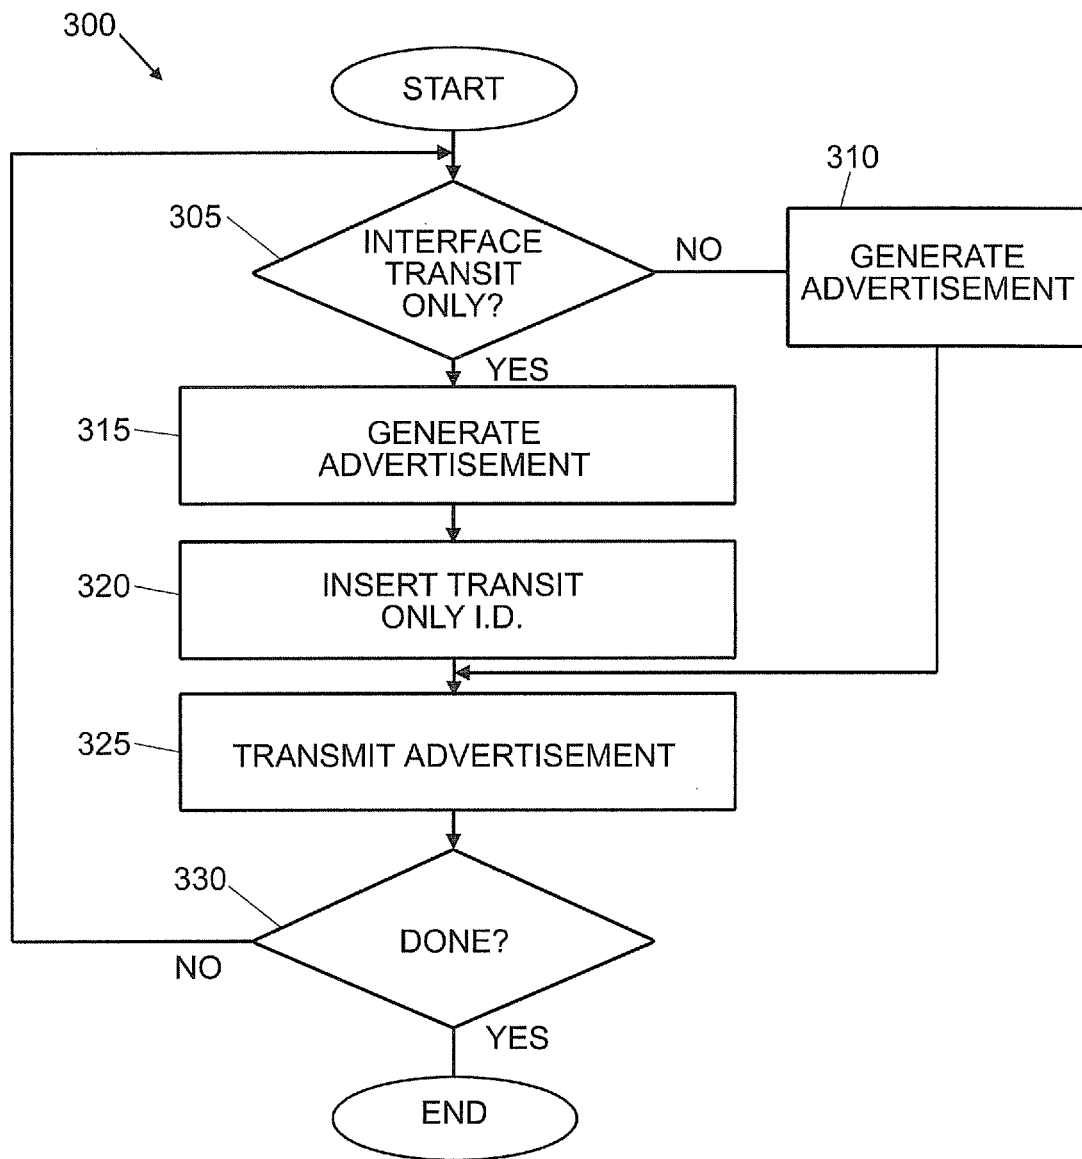 300
START
310
305
INTERFACE
TRANSIT
ONLY?
NO
GENERATE
ADVERTISEMENT
YES
315
GENERATE
ADVERTISEMENT
320
INSERT TRANSIT
ONLY I.D.
325
TRANSMIT ADVERTISEMENT
330
DONE?
NO
YES
END